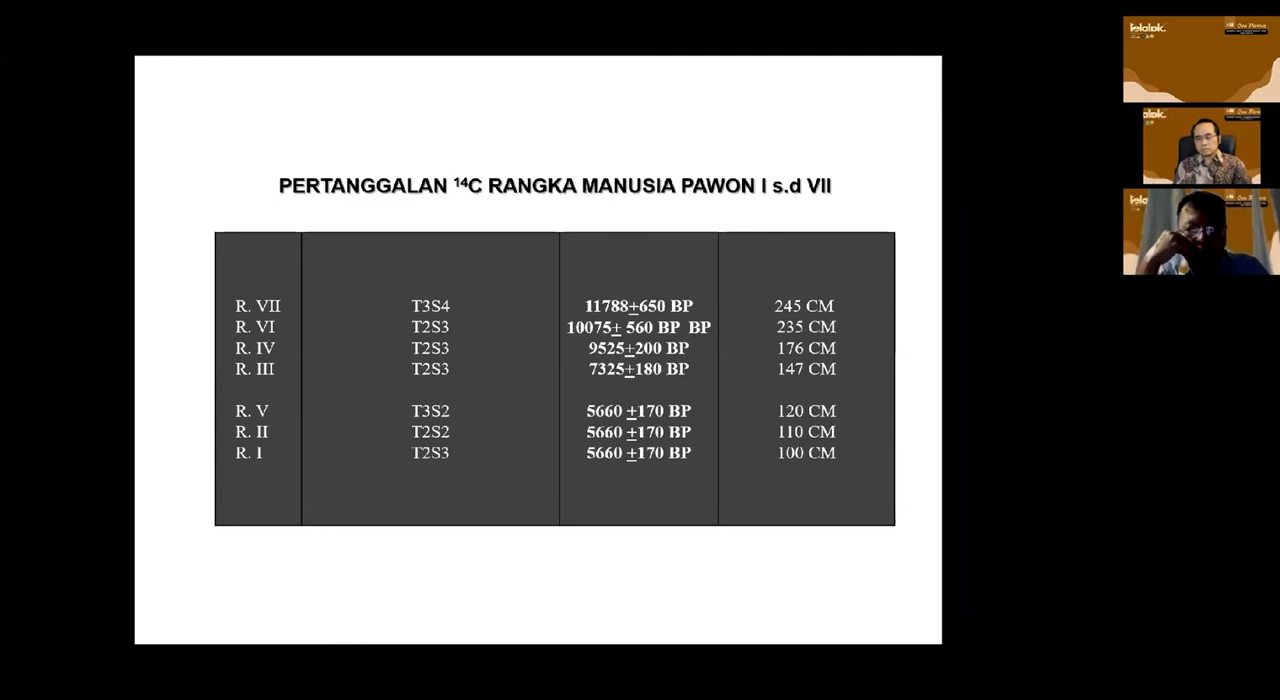 PERTANGGALAN ¹⁴C RANGKA MANUSIA PAWON I s.d VII
R. VII T3S4 11788±650 BP 245 CM
R. VI T2S3 10075± 560 BP BP 235 CM
R. IV T2S3 9525±200 BP 176 CM
R. III T2S3 7325±180 BP 147 CM
R. V T3S2 5660 ±170 BP 120 CM
R. II T2S2 5660 ±170 BP 110 CM
R. I T2S3 5660 ±170 BP 100 CM